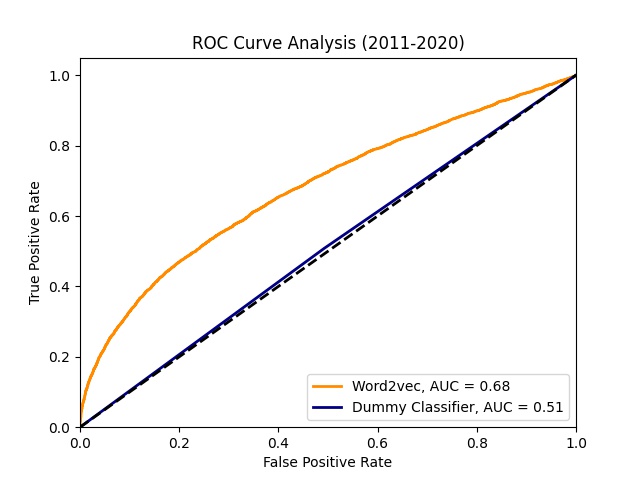 ROC Curve Analysis (2011-2020)
True Positive Rate
1.0
0.8
0.6
0.4
0.2
0.0
Word2vec, AUC = 0.68
Dummy Classifier, AUC = 0.51
0.0 0.2 0.4 0.6 0.8 1.0
False Positive Rate